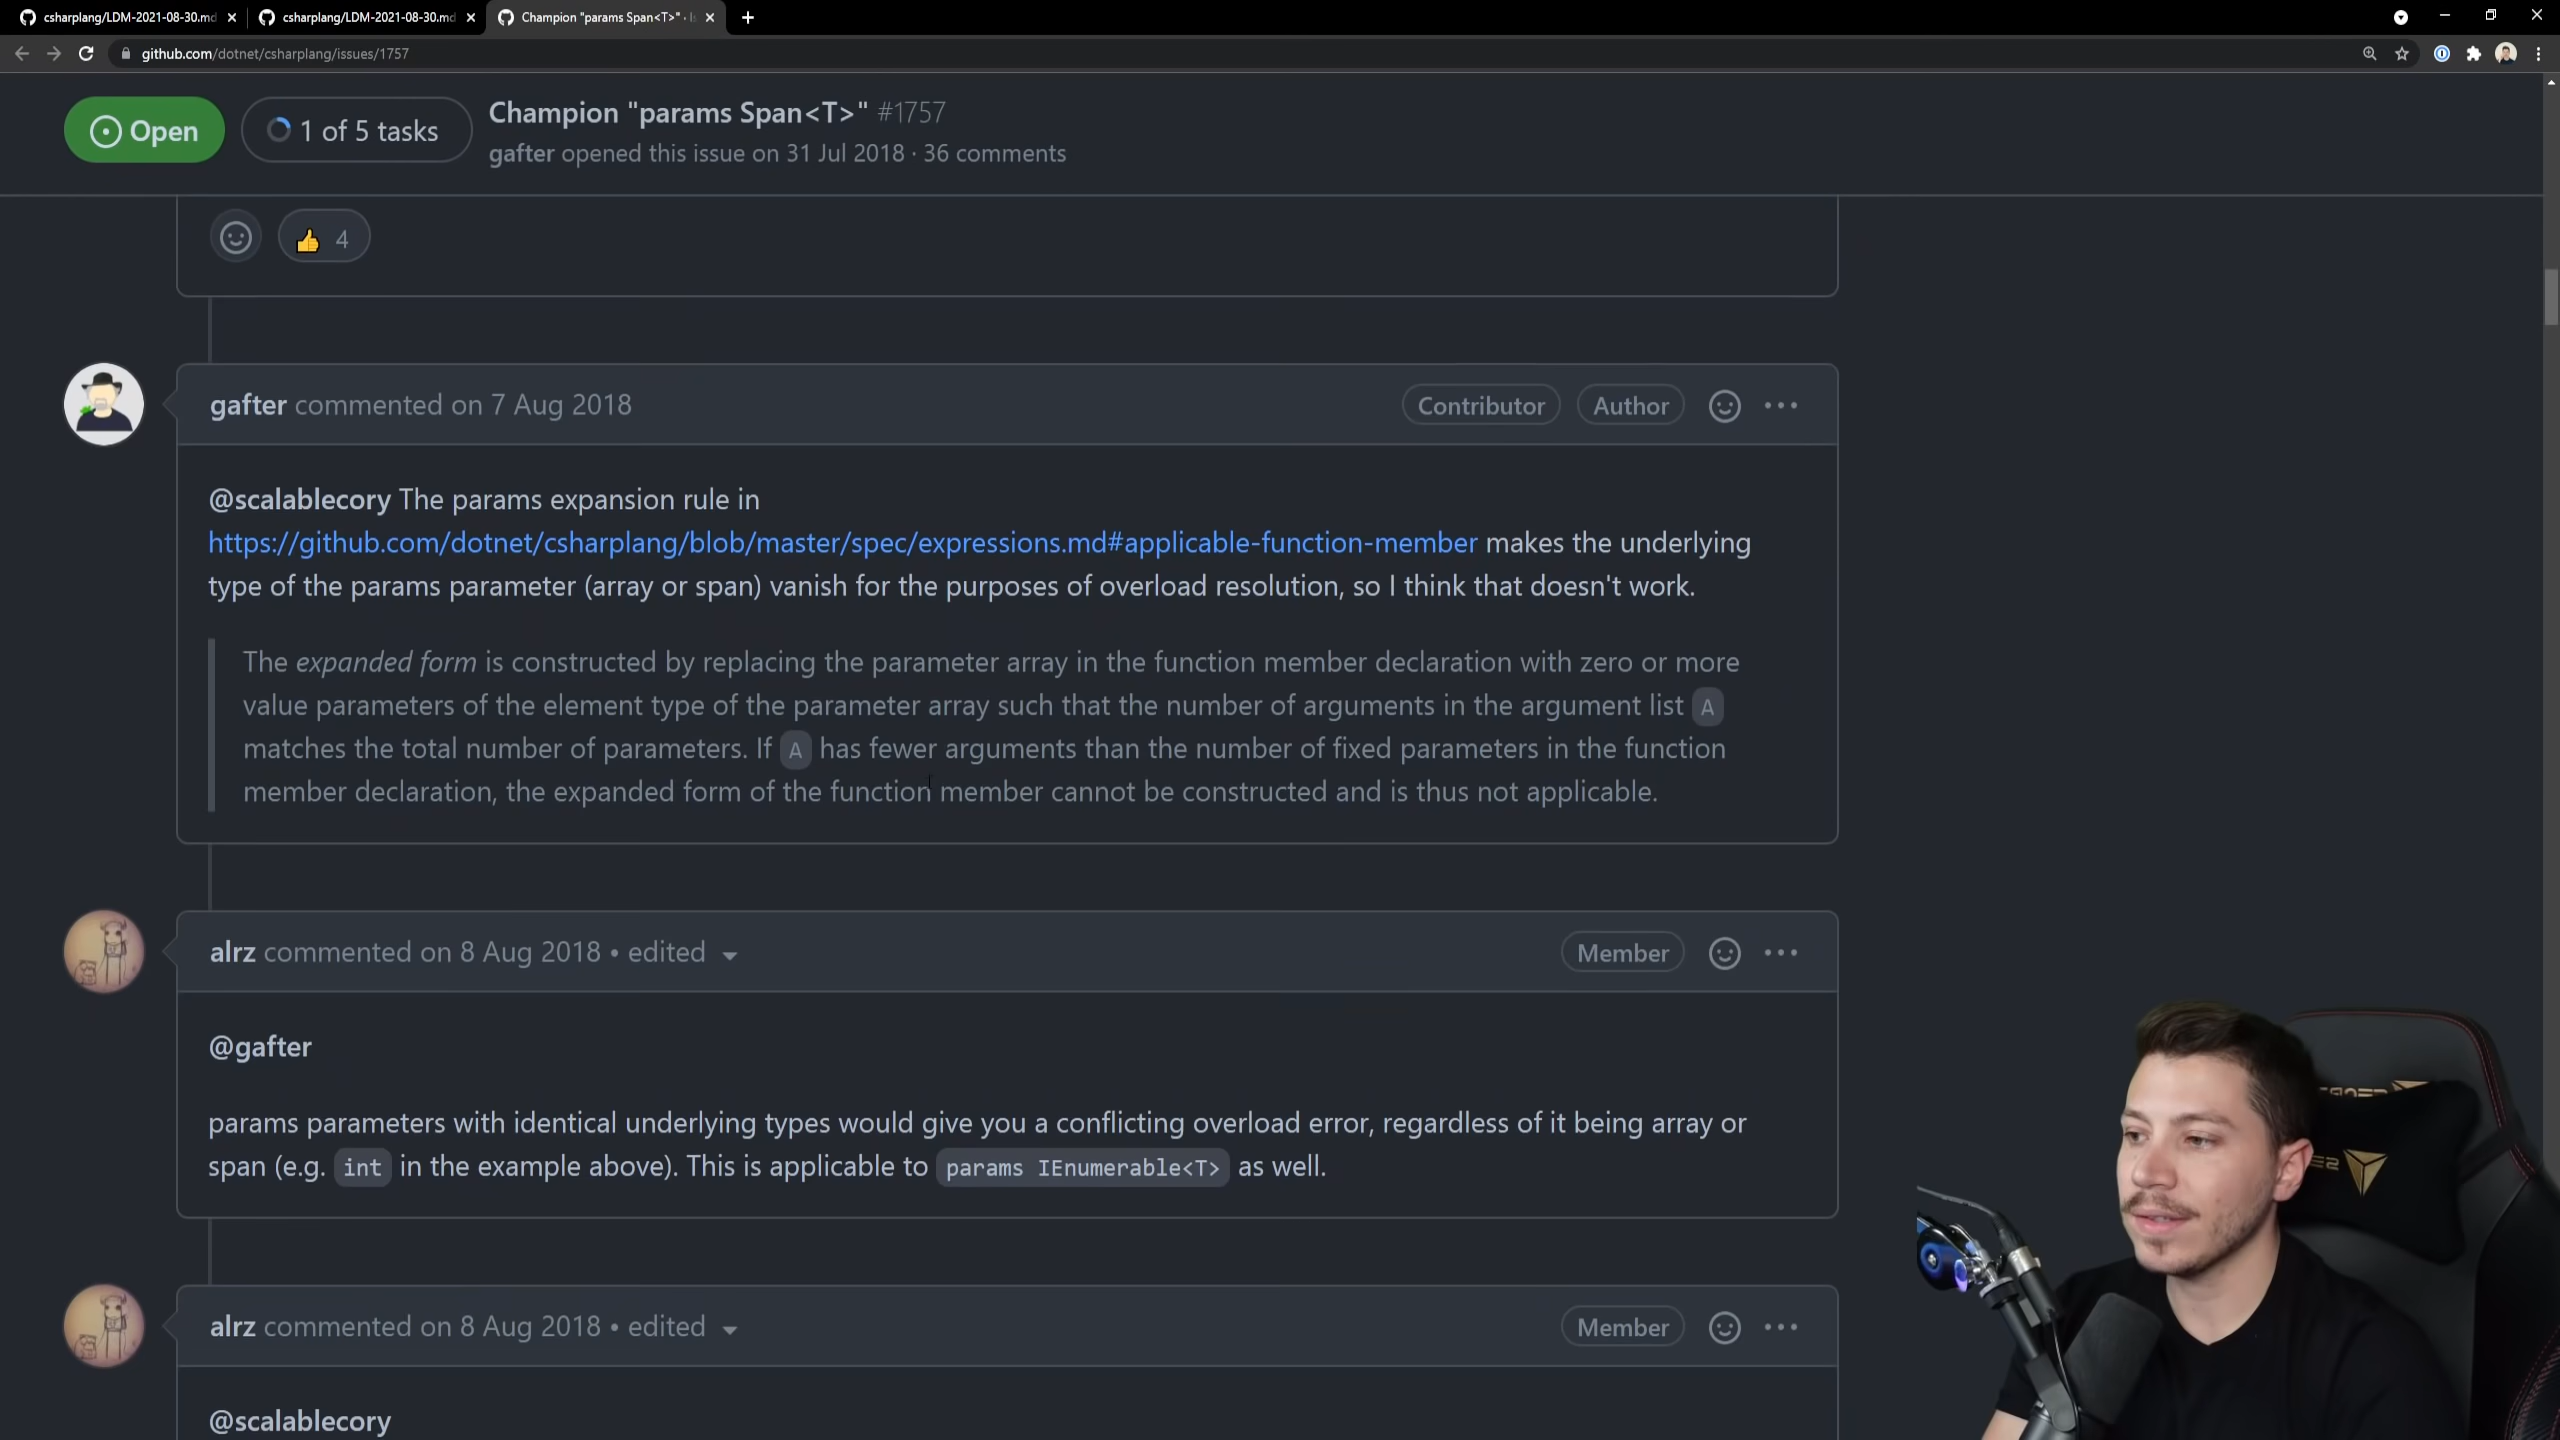 csharplang/LDM-2021-08-30.md
csharplang/LDM-2021-08-30.md
Champion "params Span<T>" ·
github.com/dotnet/csharplang/issues/1757
Open
1 of 5 tasks
Champion "params Span<T>" #1757
gafter opened this issue on 31 Jul 2018 · 36 comments
👍 4
gafter commented on 7 Aug 2018
Contributor
Author
@scalablecory The params expansion rule in
https://github.com/dotnet/csharplang/blob/master/spec/expressions.md#applicable-function-member makes the underlying
type of the params parameter (array or span) vanish for the purposes of overload resolution, so I think that doesn't work.
The expanded form is constructed by replacing the parameter array in the function member declaration with zero or more
value parameters of the element type of the parameter array such that the number of arguments in the argument list A
matches the total number of parameters. If A has fewer arguments than the number of fixed parameters in the function
member declaration, the expanded form of the function member cannot be constructed and is thus not applicable.
alrz commented on 8 Aug 2018 • edited
Member
@gafter
params parameters with identical underlying types would give you a conflicting overload error, regardless of it being array or
span (e.g. int in the example above). This is applicable to params IEnumerable<T> as well.
alrz commented on 8 Aug 2018 • edited
Member
@scalablecory